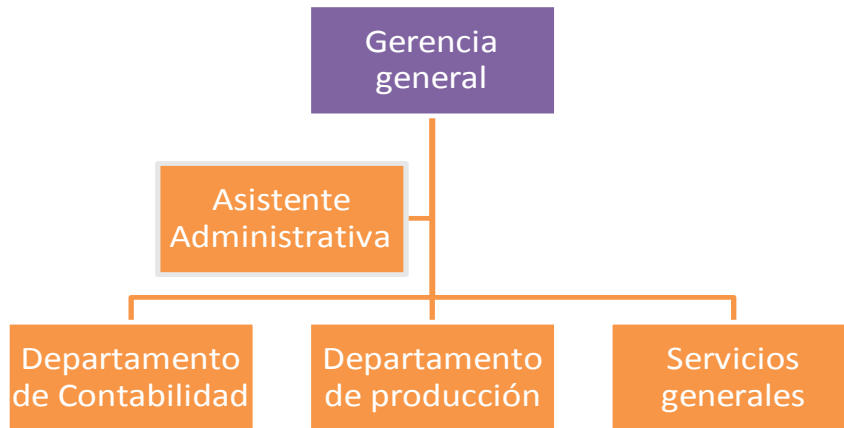 Gerencia
general
Asistente
Administrativa
Departamento
de Contabilidad
Departamento
de producción
Servicios
generales